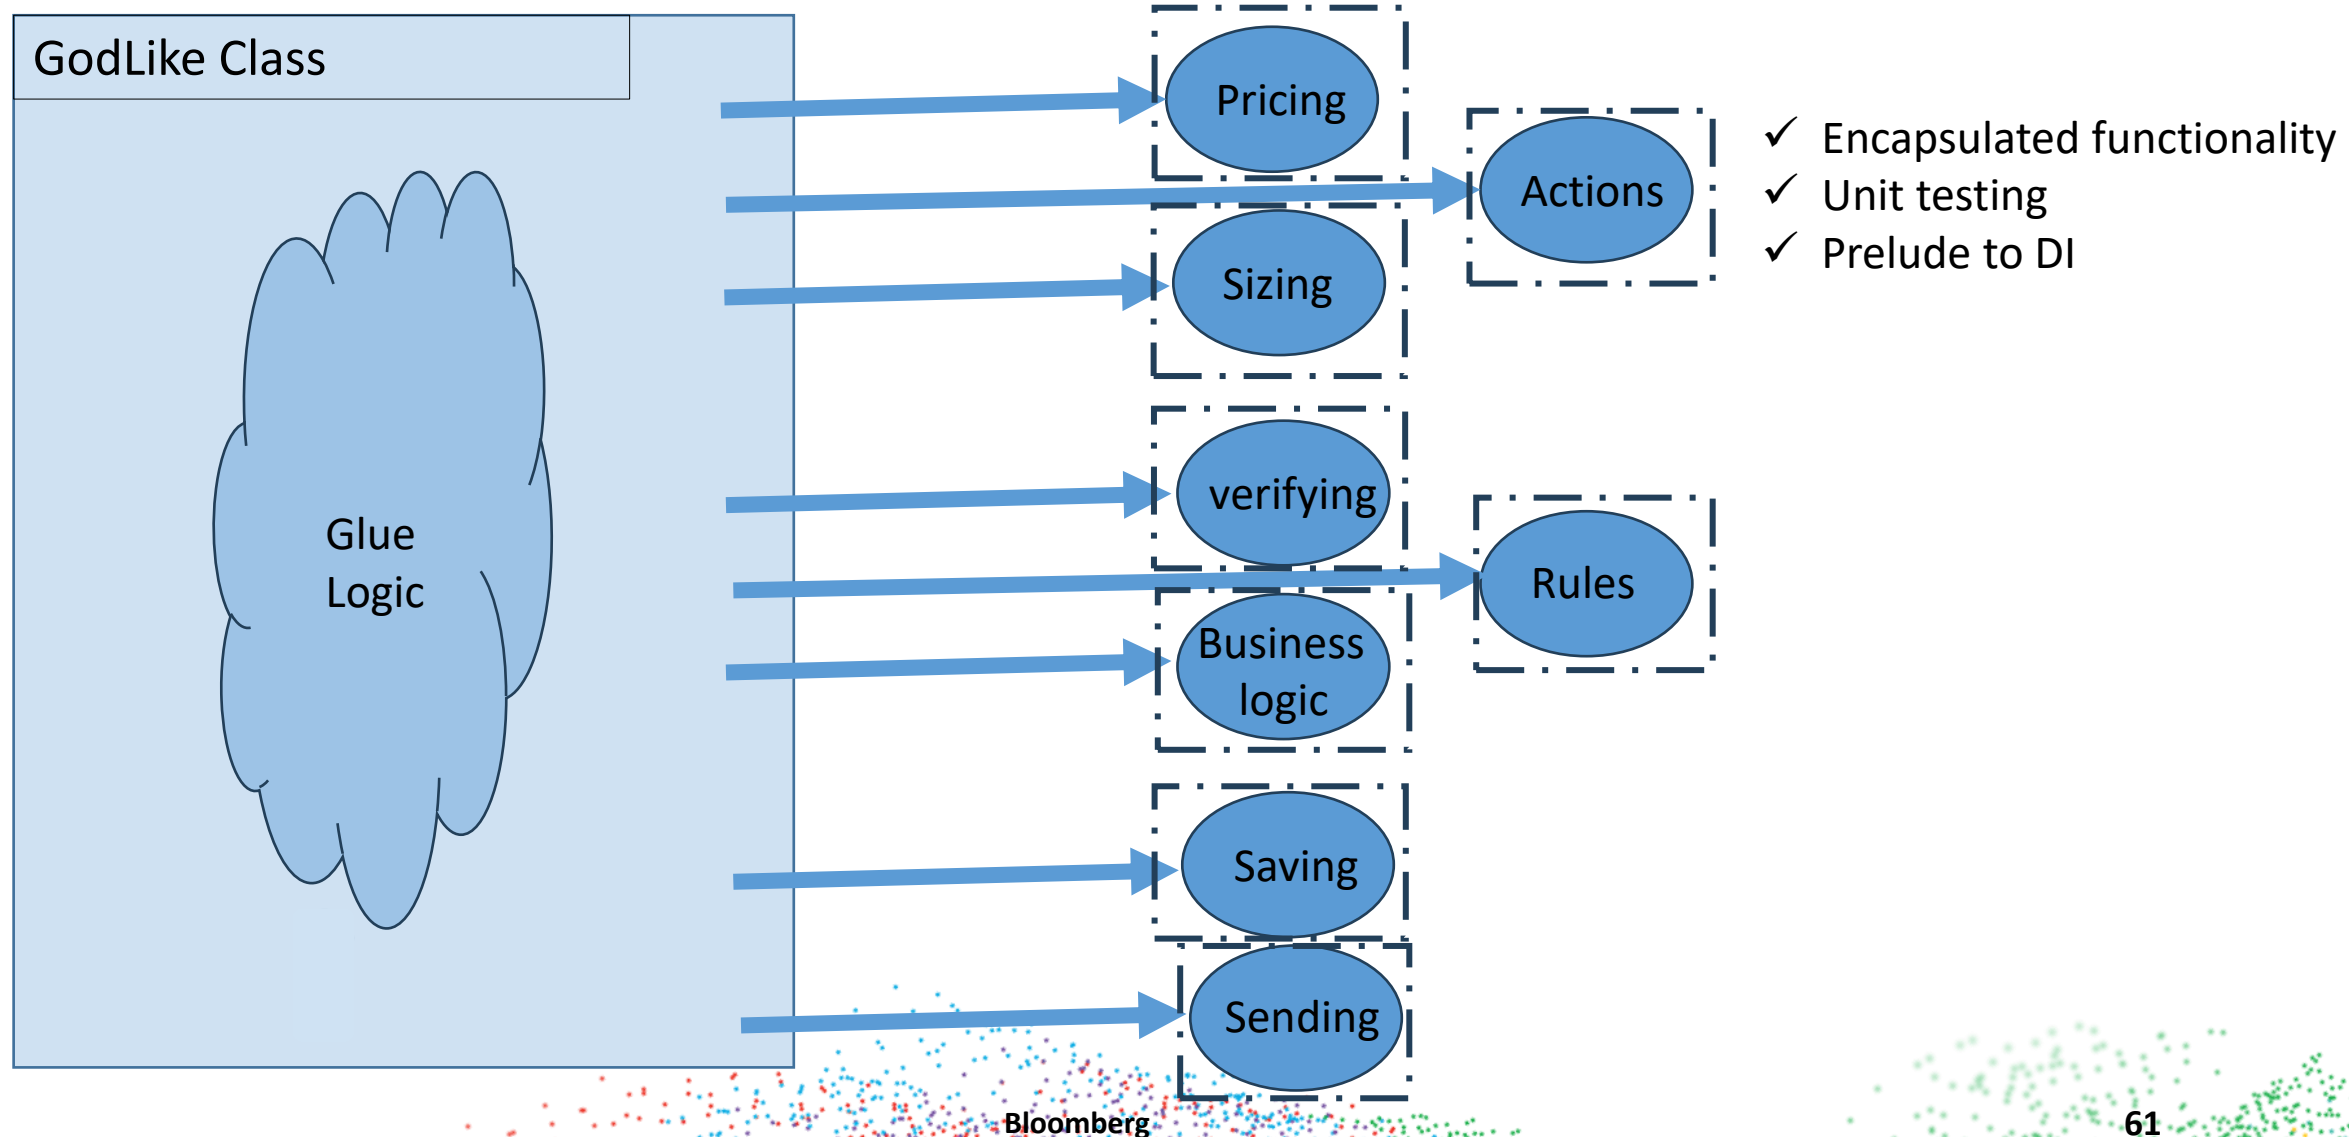 GodLike Class
Glue
Logic
Pricing
Actions
Sizing
verifying
Rules
Business
logic
Saving
Sending
✓ Encapsulated functionality
✓ Unit testing
✓ Prelude to DI
Bloomberg
61